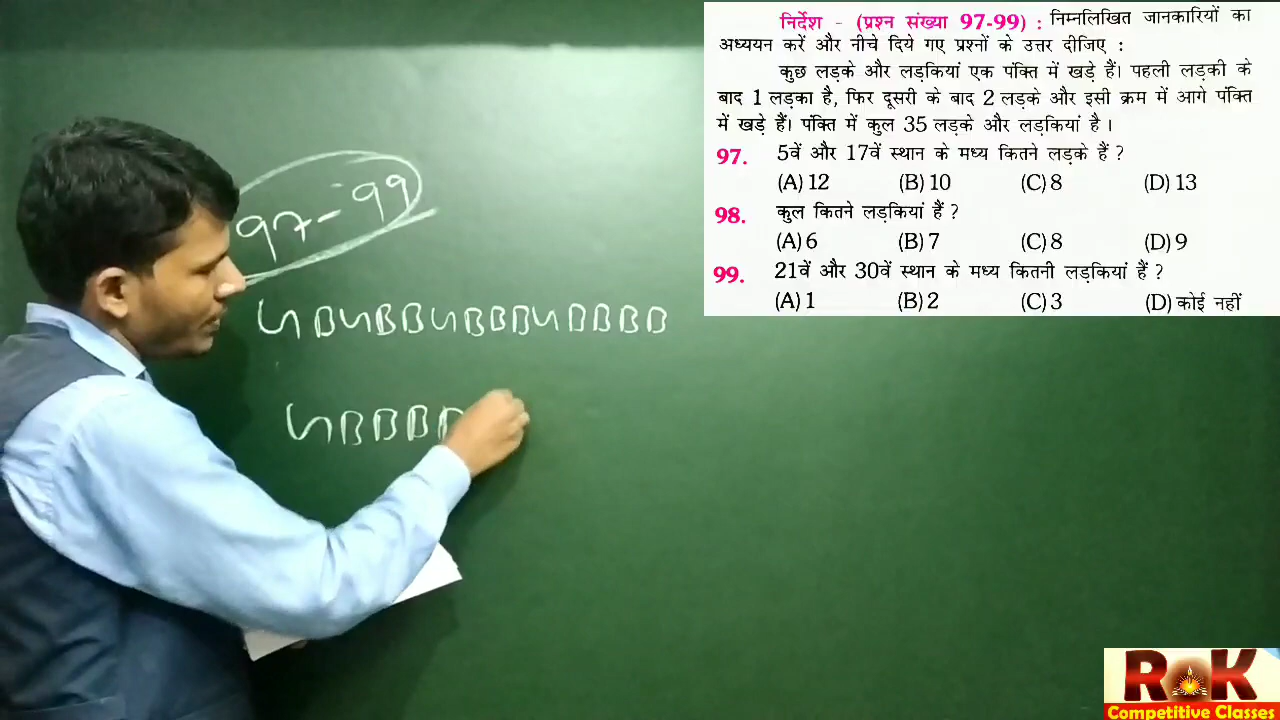 निर्देश - (प्रश्न संख्या 97-99) : निम्नलिखित जानकारियों का
अध्ययन करें और नीचे दिये गए प्रश्नों के उत्तर दीजिए :
कुछ लड़के और लड़कियां एक पंक्ति में खड़े हैं। पहली लड़की के
बाद 1 लड़का है, फिर दूसरी के बाद 2 लड़के और इसी क्रम में आगे पंक्ति
में खड़े हैं। पंक्ति में कुल 35 लड़के और लड़कियां है।
97. 5वें और 17वें स्थान के मध्य कितने लड़के हैं ?
(A) 12 (B) 10 (C) 8 (D) 13
98. कुल कितने लड़कियां हैं ?
(A) 6 (B) 7 (C) 8 (D) 9
99. 21वें और 30वें स्थान के मध्य कितनी लड़कियां हैं ?
(A) 1 (B) 2 (C) 3 (D) कोई नहीं
97-99
G B G B B G B B B G B B B B
G B B B
RK
Competitive Classes